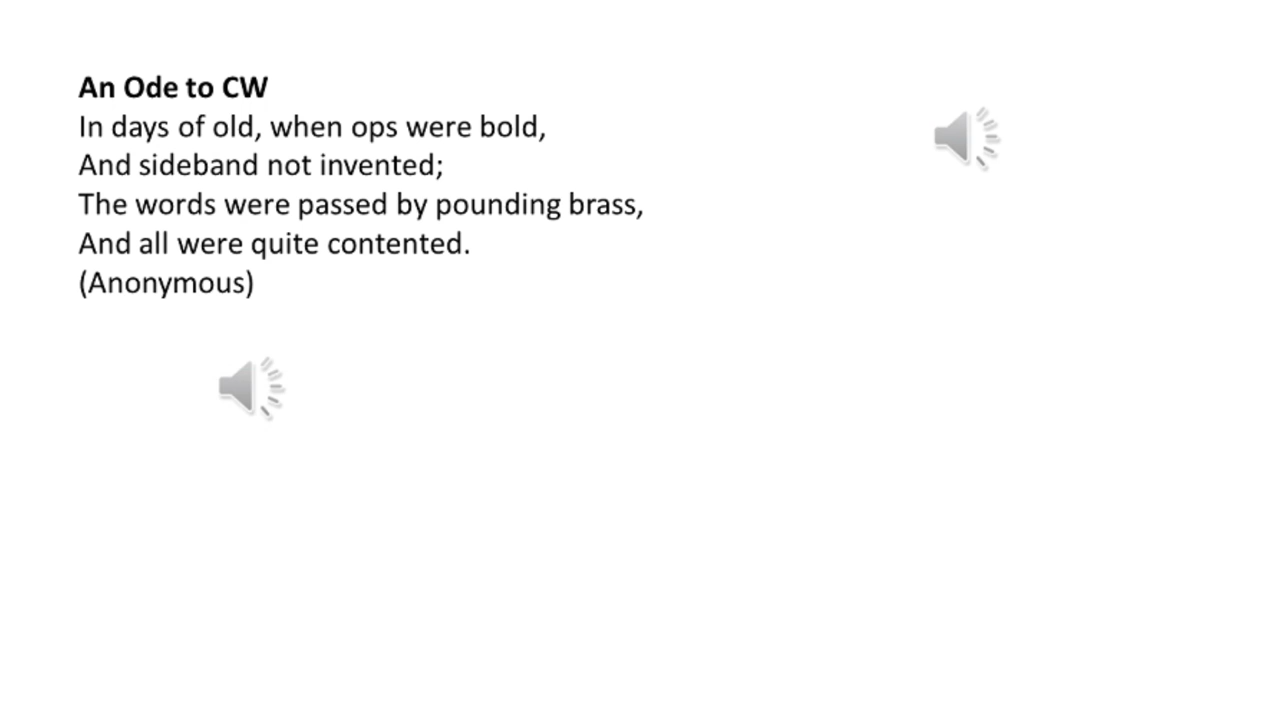 An Ode to CW
In days of old, when ops were bold,
And sideband not invented;
The words were passed by pounding brass,
And all were quite contented.
(Anonymous)